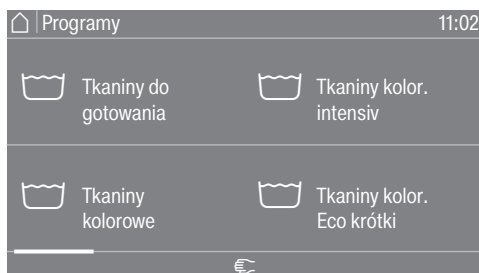 Programy 11:02
Tkaniny do
gotowania
Tkaniny kolor.
intensiv
Tkaniny
kolorowe
Tkaniny kolor.
Eco krótki